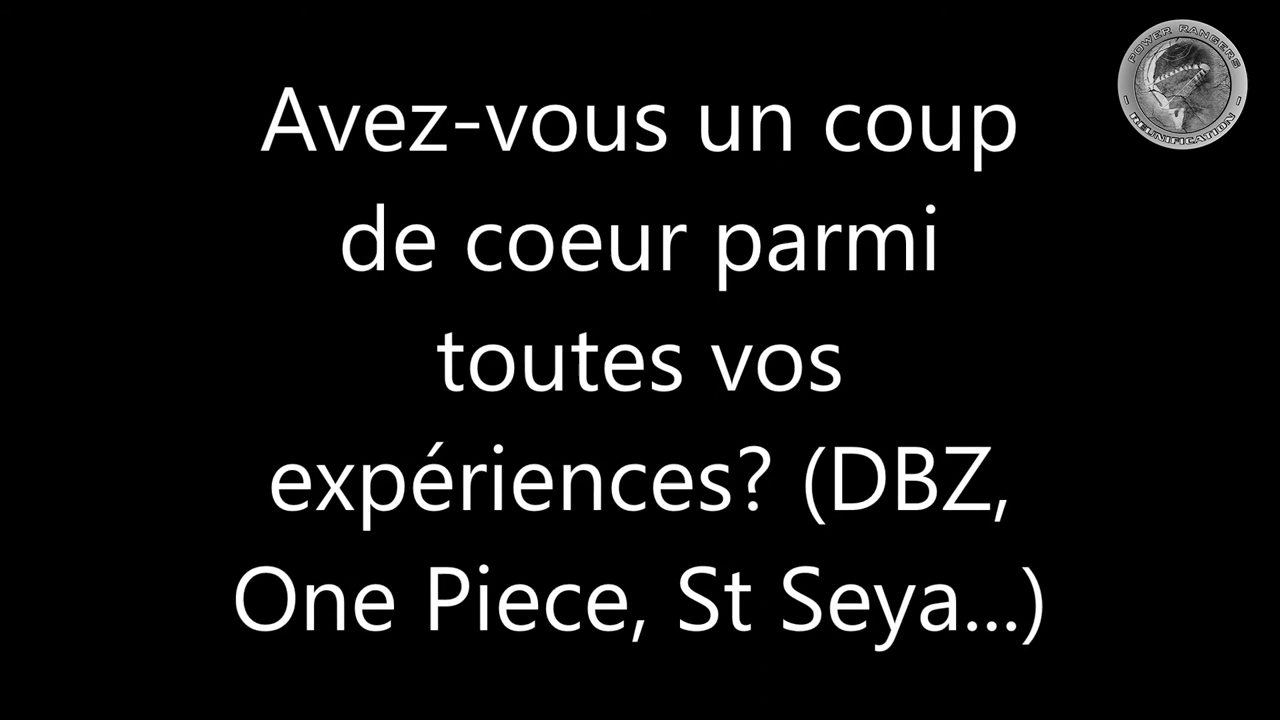 POWER RANGERS
REUNIFICATION
Avez-vous un coup
de coeur parmi
toutes vos
expériences? (DBZ,
One Piece, St Seya...)